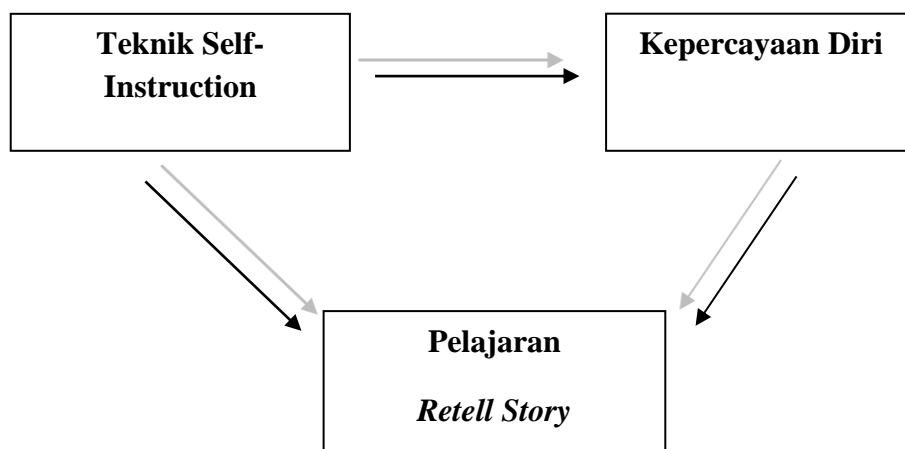 Teknik Self-
Instruction
Kepercayaan Diri
Pelajaran
Retell Story